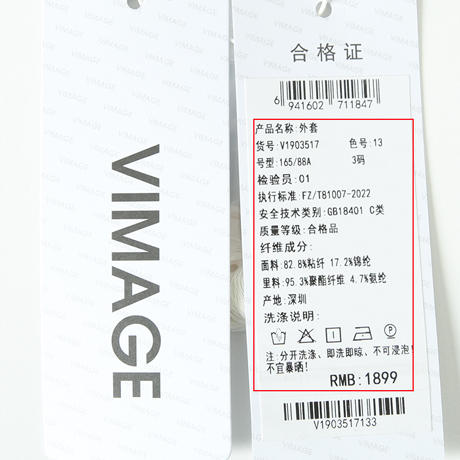 VIMAGE
合格证
6 941602 711847
产品名称:外套
货号:V1903517 色号:13
号型:165/88A 3码
检验员:01
执行标准:FZ/T81007-2022
安全技术类别:GB18401 C类
质量等级:合格品
纤维成分:
面料:82.8%粘纤 17.2%锦纶
里料:95.3%聚酯纤维 4.7%氨纶
产地:深圳
洗涤说明:
注:分开洗涤、即洗即晾、不可浸泡!
不宜暴晒!
RMB:1899
V1903517133